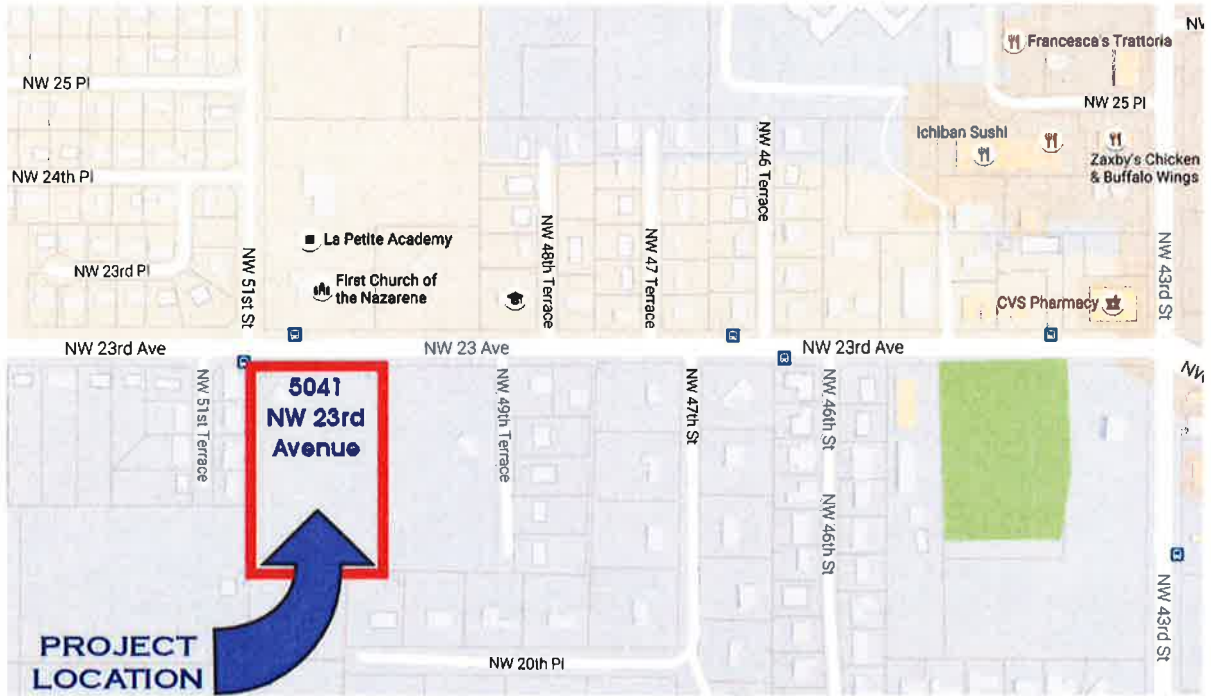 NW
Francesca's Trattoria
NW 25 Pl
NW 25 Pl
Ichiban Sushi
Zaxby's Chicken
& Buffalo Wings
NW 46 Terrace
NW 24th Pl
NW 48th Terrace
NW 47 Terrace
La Petite Academy
NW 51st St
NW 43rd St
NW 23rd Pl
First Church of
the Nazarene
CVS Pharmacy
NW 23rd Ave
NW 23 Ave
NW 23rd Ave
NW 51st Terrace
5041
NW 23rd
Avenue
NW 49th Terrace
NW 47th St
NW 46th St
NW 46th St
NW 43rd St
PROJECT
LOCATION
NW 20th Pl